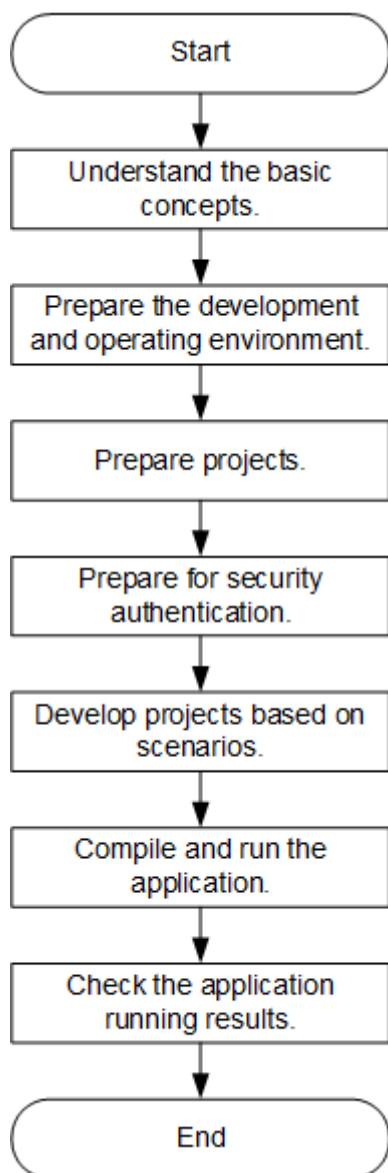 Start
Understand the basic
concepts.
Prepare the development
and operating environment.
Prepare projects.
Prepare for security
authentication.
Develop projects based on
scenarios.
Compile and run the
application.
Check the application
running results.
End